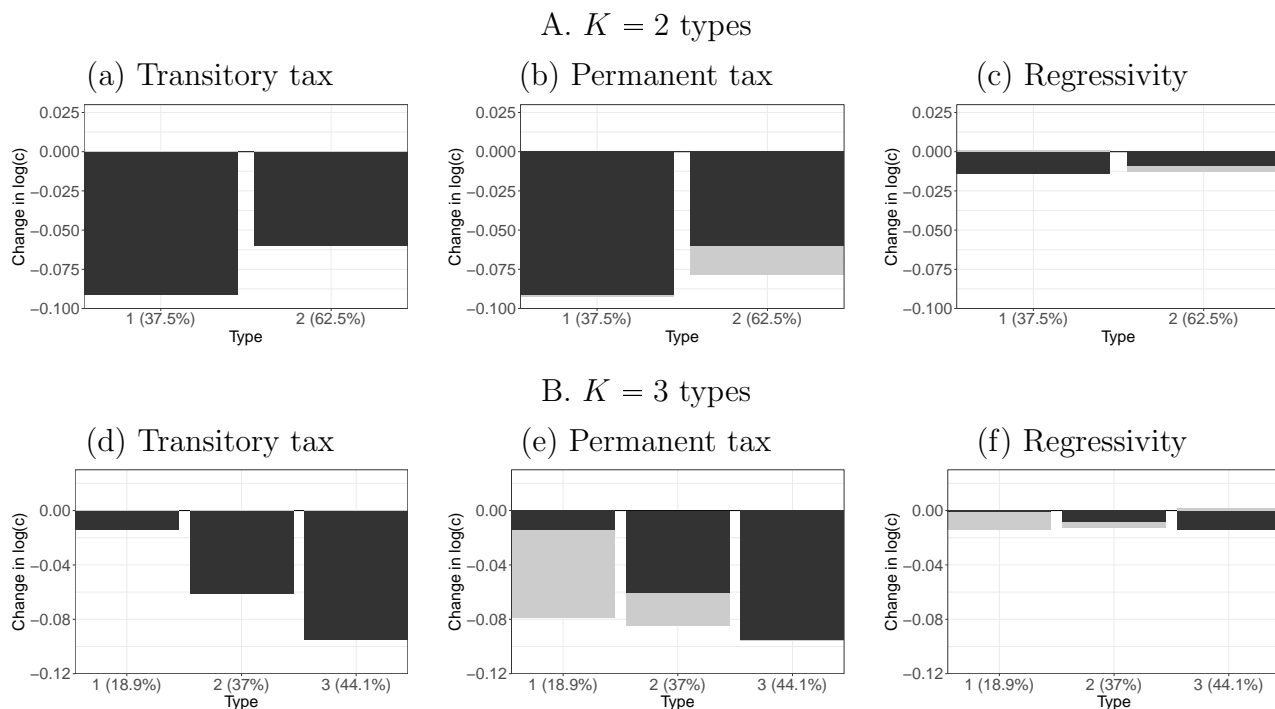 A. K = 2 types
(a) Transitory tax
(b) Permanent tax
(c) Regressivity
Change in log(c)
0.025
0.000
−0.025
−0.050
−0.075
−0.100
1 (37.5%)
2 (62.5%)
Type
Change in log(c)
0.025
0.000
−0.025
−0.050
−0.075
−0.100
1 (37.5%)
2 (62.5%)
Type
Change in log(c)
0.025
0.000
−0.025
−0.050
−0.075
−0.100
1 (37.5%)
2 (62.5%)
Type
B. K = 3 types
(d) Transitory tax
(e) Permanent tax
(f) Regressivity
Change in log(c)
0.00
−0.04
−0.08
−0.12
1 (18.9%)
2 (37%)
3 (44.1%)
Type
Change in log(c)
0.00
−0.04
−0.08
−0.12
1 (18.9%)
2 (37%)
3 (44.1%)
Type
Change in log(c)
0.00
−0.04
−0.08
−0.12
1 (18.9%)
2 (37%)
3 (44.1%)
Type